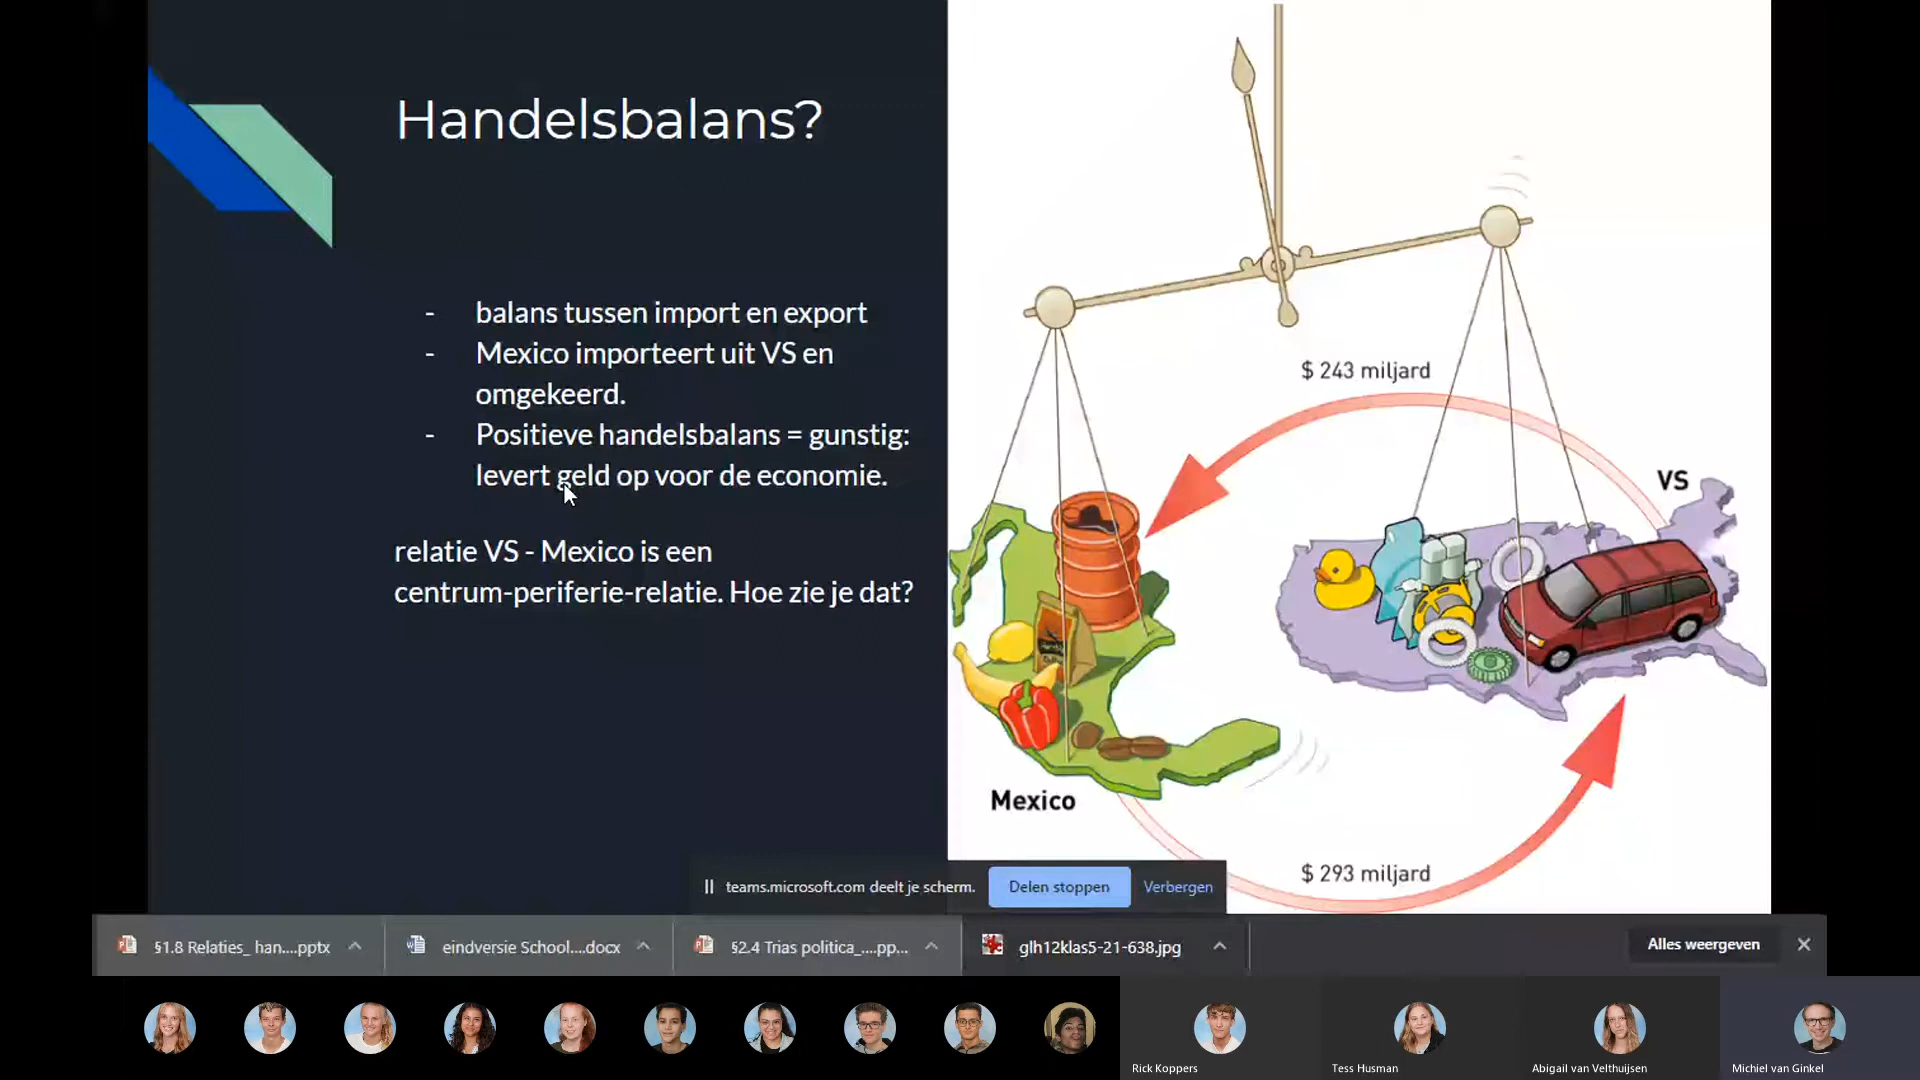 Handelsbalans?
- balans tussen import en export
- Mexico importeert uit VS en
omgekeerd.
- Positieve handelsbalans = gunstig:
levert geld op voor de economie.
relatie VS - Mexico is een
centrum-periferie-relatie. Hoe zie je dat?
$ 243 miljard
VS
Mexico
$ 293 miljard
teams.microsoft.com deelt je scherm.
Delen stoppen
Verbergen
§1.8 Relaties_ han....pptx
eindversie School....docx
§2.4 Trias politica_....pp...
glh12klas5-21-638.jpg
Alles weergeven
Rick Koppers
Tess Husman
Abigail van Velthuijsen
Michiel van Ginkel